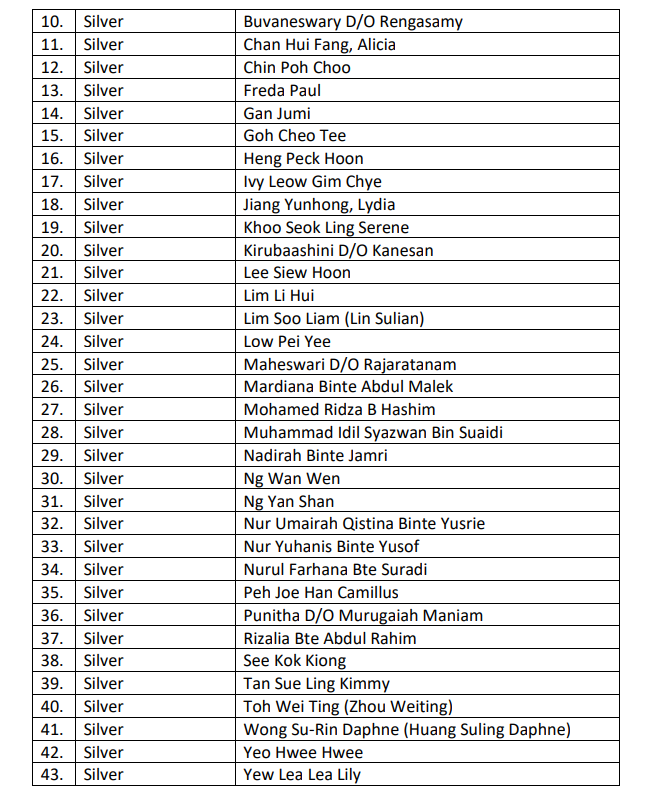 10. Silver Buvaneswary D/O Rengasamy
11. Silver Chan Hui Fang, Alicia
12. Silver Chin Poh Choo
13. Silver Freda Paul
14. Silver Gan Jumi
15. Silver Goh Cheo Tee
16. Silver Heng Peck Hoon
17. Silver Ivy Leow Gim Chye
18. Silver Jiang Yunhong, Lydia
19. Silver Khoo Seok Ling Serene
20. Silver Kirubaashini D/O Kanesan
21. Silver Lee Siew Hoon
22. Silver Lim Li Hui
23. Silver Lim Soo Liam (Lin Sulian)
24. Silver Low Pei Yee
25. Silver Maheswari D/O Rajaratanam
26. Silver Mardiana Binte Abdul Malek
27. Silver Mohamed Ridza B Hashim
28. Silver Muhammad Idil Syazwan Bin Suaidi
29. Silver Nadirah Binte Jamri
30. Silver Ng Wan Wen
31. Silver Ng Yan Shan
32. Silver Nur Umairah Qistina Binte Yusrie
33. Silver Nur Yuhanis Binte Yusof
34. Silver Nurul Farhana Bte Suradi
35. Silver Peh Joe Han Camillus
36. Silver Punitha D/O Murugaiah Maniam
37. Silver Rizalia Bte Abdul Rahim
38. Silver See Kok Kiong
39. Silver Tan Sue Ling Kimmy
40. Silver Toh Wei Ting (Zhou Weiting)
41. Silver Wong Su-Rin Daphne (Huang Suling Daphne)
42. Silver Yeo Hwee Hwee
43. Silver Yew Lea Lea Lily